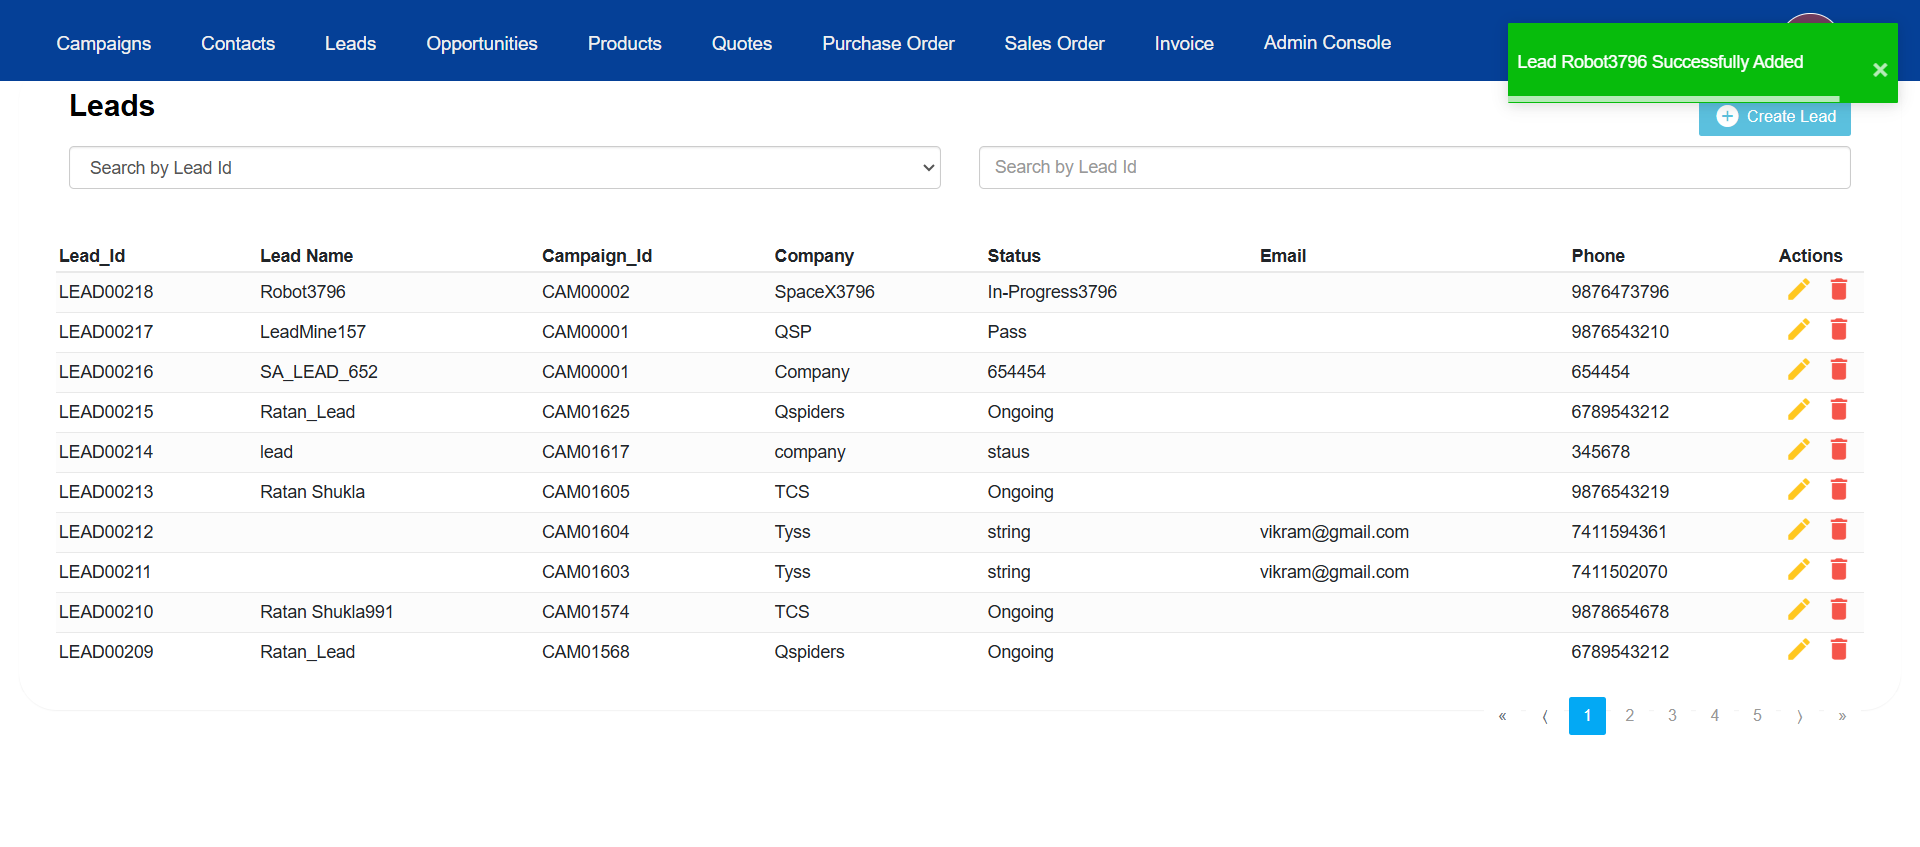 Campaigns Contacts Leads Opportunities Products Quotes Purchase Order Sales Order Invoice Admin Console
Lead Robot3796 Successfully Added ×
Leads
Create Lead
Search by Lead Id Search by Lead Id
Lead_Id Lead Name Campaign_Id Company Status Email Phone Actions
LEAD00218 Robot3796 CAM00002 SpaceX3796 In-Progress3796 9876473796
LEAD00217 LeadMine157 CAM00001 QSP Pass 9876543210
LEAD00216 SA_LEAD_652 CAM00001 Company 654454 654454
LEAD00215 Ratan_Lead CAM01625 Qspiders Ongoing 6789543212
LEAD00214 lead CAM01617 company staus 345678
LEAD00213 Ratan Shukla CAM01605 TCS Ongoing 9876543219
LEAD00212 CAM01604 Tyss string vikram@gmail.com 7411594361
LEAD00211 CAM01603 Tyss string vikram@gmail.com 7411502070
LEAD00210 Ratan Shukla991 CAM01574 TCS Ongoing 9878654678
LEAD00209 Ratan_Lead CAM01568 Qspiders Ongoing 6789543212
« ⟨ 1 2 3 4 5 ⟩ »